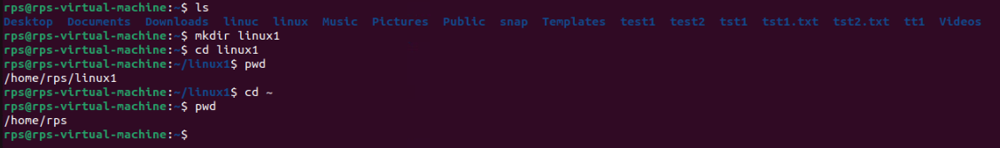 rps@rps-virtual-machine:~$ ls
Desktop  Documents  Downloads  linuc  linux  Music  Pictures  Public  snap  Templates  test1  test2  tst1  tst1.txt  tst2.txt  tt1  Videos
rps@rps-virtual-machine:~$ mkdir linux1
rps@rps-virtual-machine:~$ cd linux1
rps@rps-virtual-machine:~/linux1$ pwd
/home/rps/linux1
rps@rps-virtual-machine:~/linux1$ cd ~
rps@rps-virtual-machine:~$ pwd
/home/rps
rps@rps-virtual-machine:~$